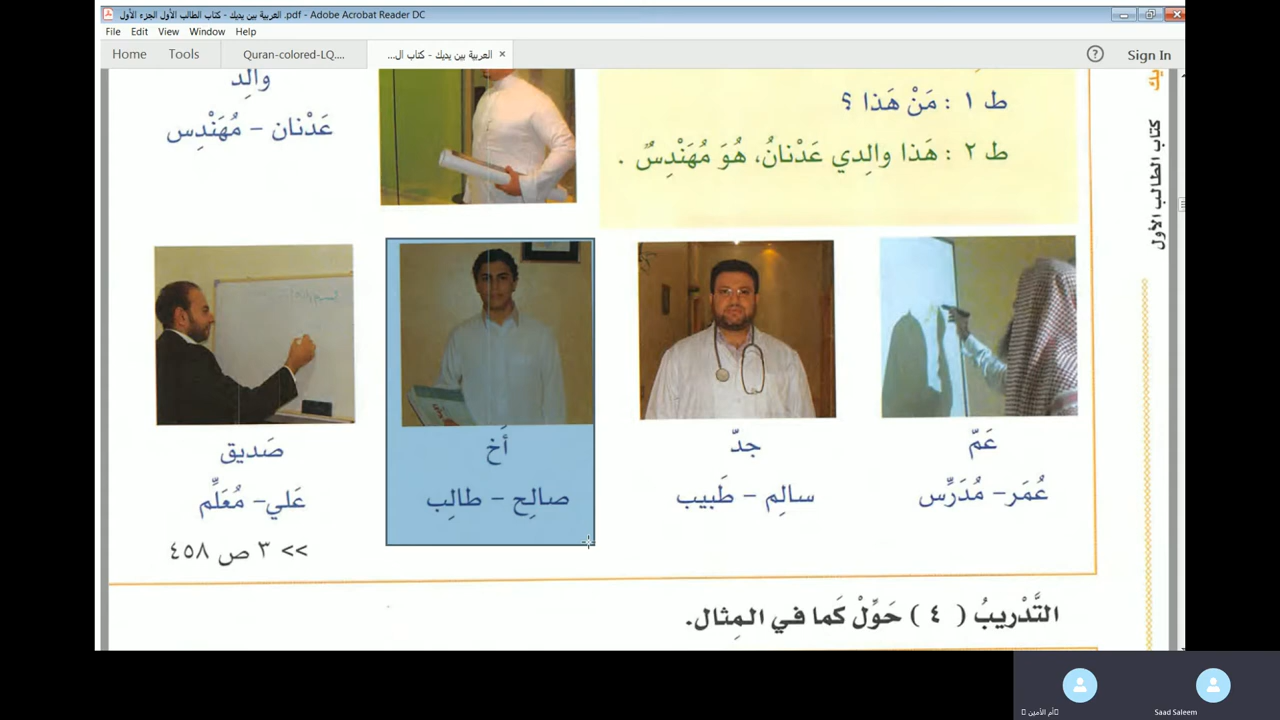 العربية بين يديك - كتاب الطالب الأول الجزء الأول.pdf - Adobe Acrobat Reader DC
File Edit View Window Help
Home Tools Quran-colored-LQ.... العربية بين يديك - كتاب ال... × Sign In
ط ١ : مَنْ هَذا ؟
ط ٢ : هَذا والِدي عَدْنانُ، هُوَ مُهَنْدِسٌ .
والِد
عَدْنان - مُهَنْدِس
عَمّ
عُمَر- مُدَرِّس
جدّ
سالِم - طَبيب
أَخ
صالِح - طالِب
صَديق
عَلي- مُعَلِّم
>> ٣ ص ٤٥٨
التَّدْريبُ ( ٤ ) حَوِّلْ كَما في المِثال.
كتاب الطالب الأول
أم الأمين
Saad Saleem